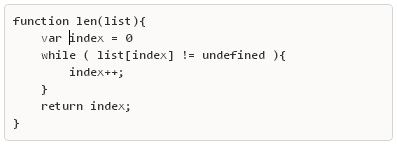 function len(list){
    var index = 0
    while ( list[index] != undefined ){
        index++;
    }
    return index;
}